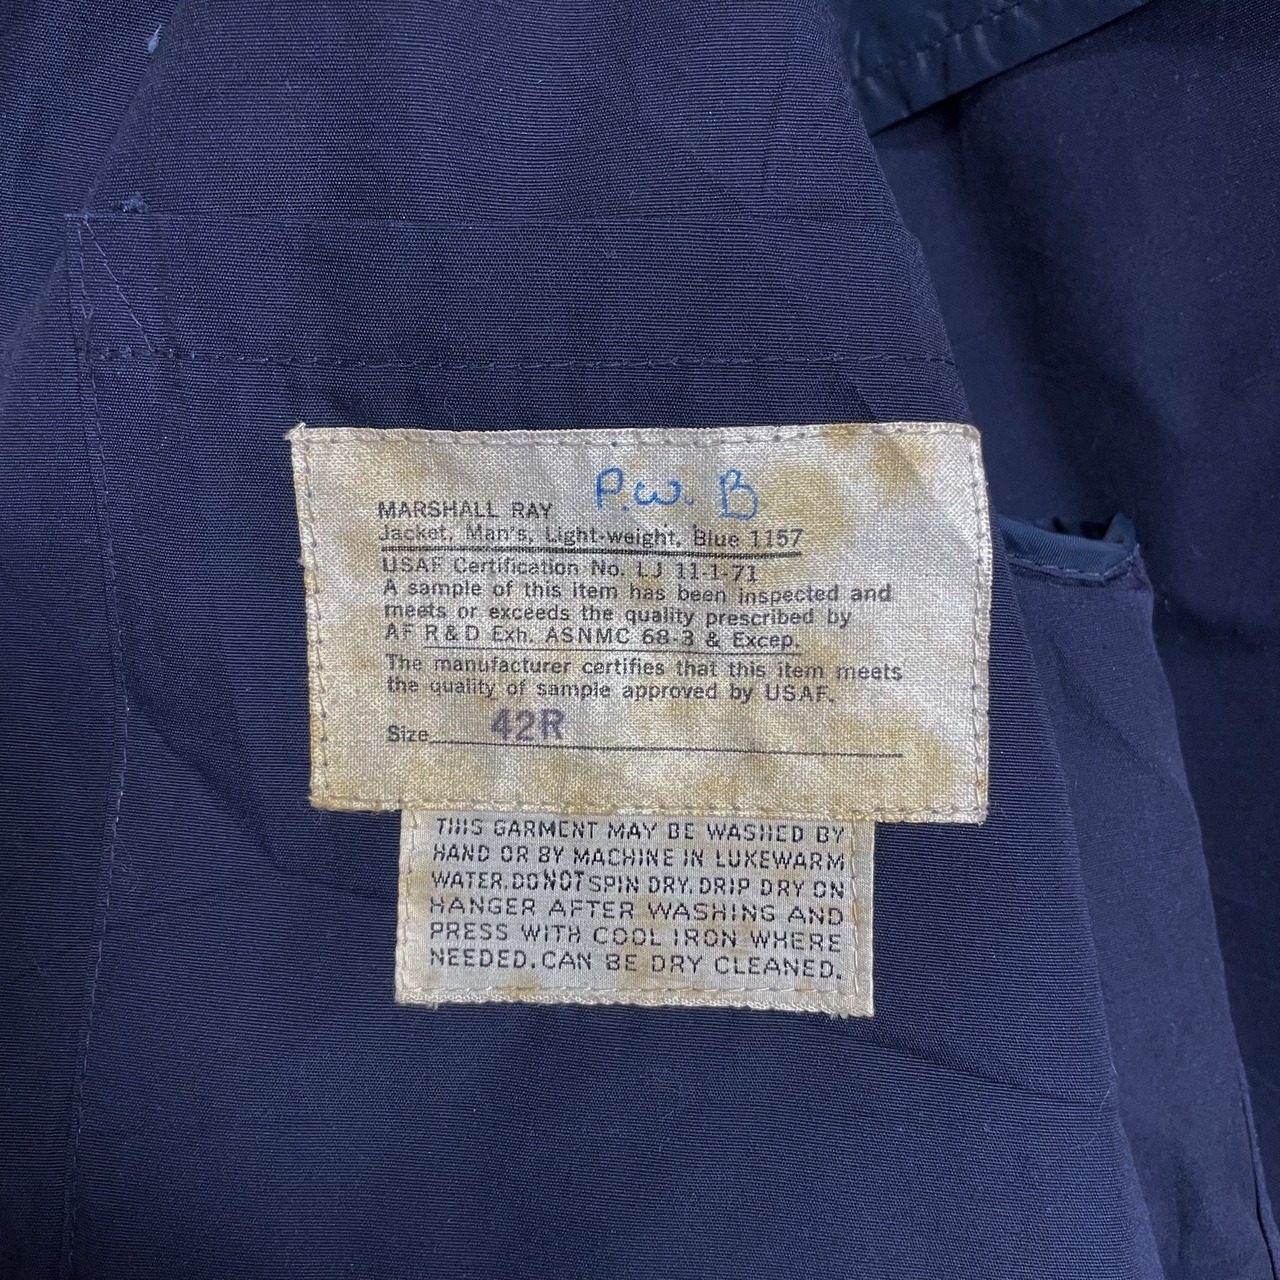 P.W. B
MARSHALL RAY
Jacket, Man's, Light-weight, Blue 1157
USAF Certification No. LJ 11-1-71
A sample of this item has been inspected and
meets or exceeds the quality prescribed by
AF R & D Exh. ASNMC 68-3 & Excep.
The manufacturer certifies that this item meets
the quality of sample approved by USAF.
Size 42R
THIS GARMENT MAY BE WASHED BY
HAND OR BY MACHINE IN LUKEWARM
WATER. DO NOT SPIN DRY. DRIP DRY ON
HANGER AFTER WASHING AND
PRESS WITH COOL IRON WHERE
NEEDED. CAN BE DRY CLEANED.